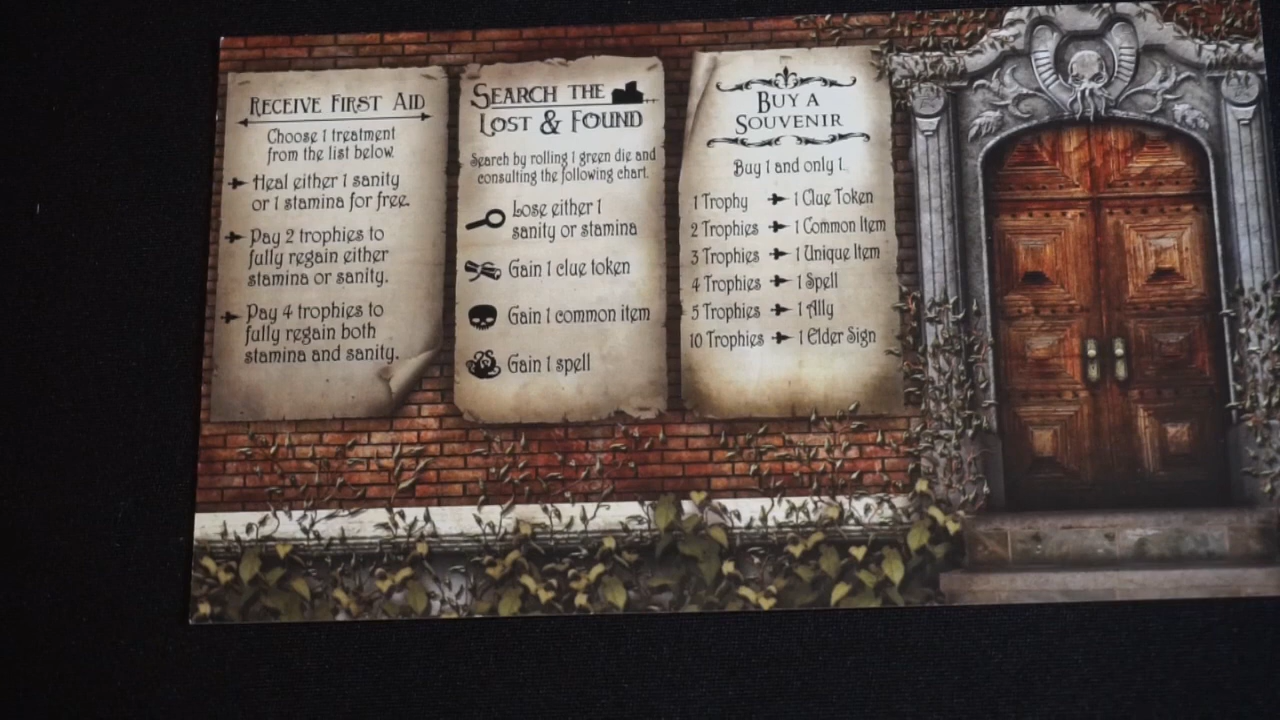 RECEIVE FIRST AID
Choose 1 treatment
from the list below.
Heal either 1 sanity
or 1 stamina for free.
Pay 2 trophies to
fully regain either
stamina or sanity.
Pay 4 trophies to
fully regain both
stamina and sanity.
SEARCH THE
LOST & FOUND
Search by rolling 1 green die and
consulting the following chart.
Lose either 1
sanity or stamina
Gain 1 clue token
Gain 1 common item
Gain 1 spell
BUY A
SOUVENIR
Buy 1 and only 1.
1 Trophy 1 Clue Token
2 Trophies 1 Common Item
3 Trophies 1 Unique Item
4 Trophies 1 Spell
5 Trophies 1 Ally
10 Trophies 1 Elder Sign